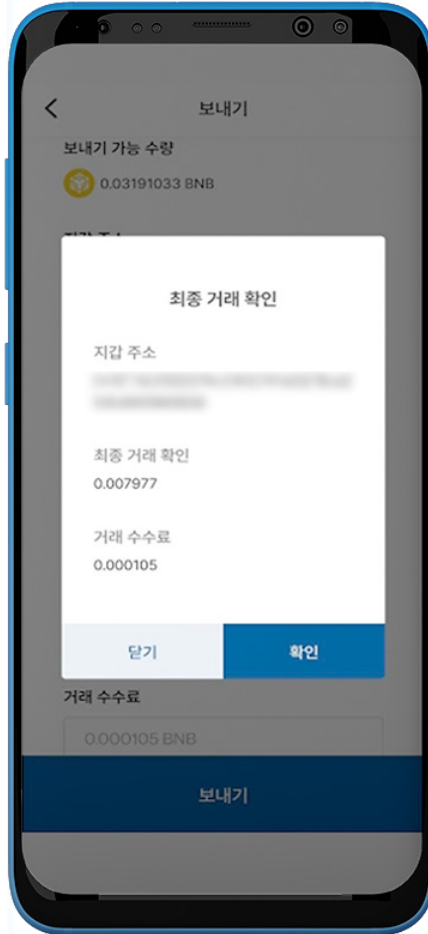 보내기
보내기 가능 수량
0.03191033 BNB
최종 거래 확인
지갑 주소
최종 거래 확인
0.007977
거래 수수료
0.000105
닫기
확인
거래 수수료
0.000105 BNB
보내기